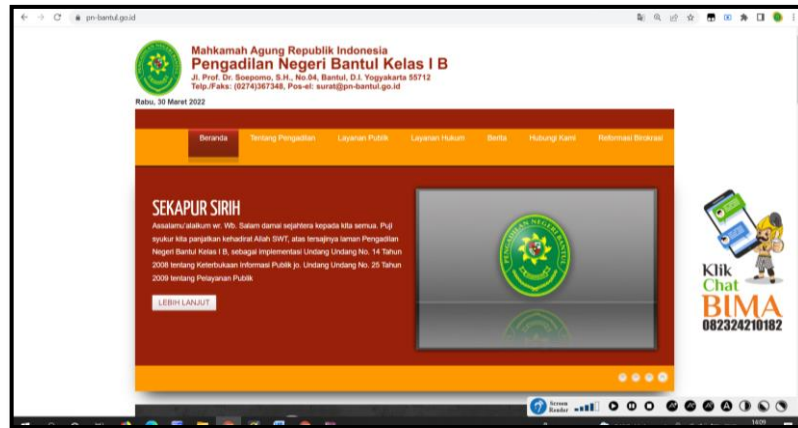 pn-bantul.go.id
Mahkamah Agung Republik Indonesia
Pengadilan Negeri Bantul Kelas I B
Jl. Prof. Dr. Soepomo, S.H., No.04, Bantul, D.I. Yogyakarta 55712
Telp./Faks: (0274)367348, Pos-el: surat@pn-bantul.go.id
Rabu, 30 Maret 2022
Beranda Tentang Pengadilan Layanan Publik Layanan Hukum Berita Hubungi Kami Reformasi Birokrasi
SEKAPUR SIRIH
Assalamu'alaikum wr. Wb. Salam damai sejahtera kepada kita semua. Puji
syukur kita panjatkan kehadirat Allah SWT, atas tersajinya laman Pengadilan
Negeri Bantul Kelas I B, sebagai implementasi Undang Undang No. 14 Tahun
2008 tentang Keterbukaan Informasi Publik jo. Undang Undang No. 25 Tahun
2009 tentang Pelayanan Publik
LEBIH LANJUT
PENGADILAN NEGERI BANTUL
Klik
Chat
BIMA
082324210182
Screen
Reader
14:09